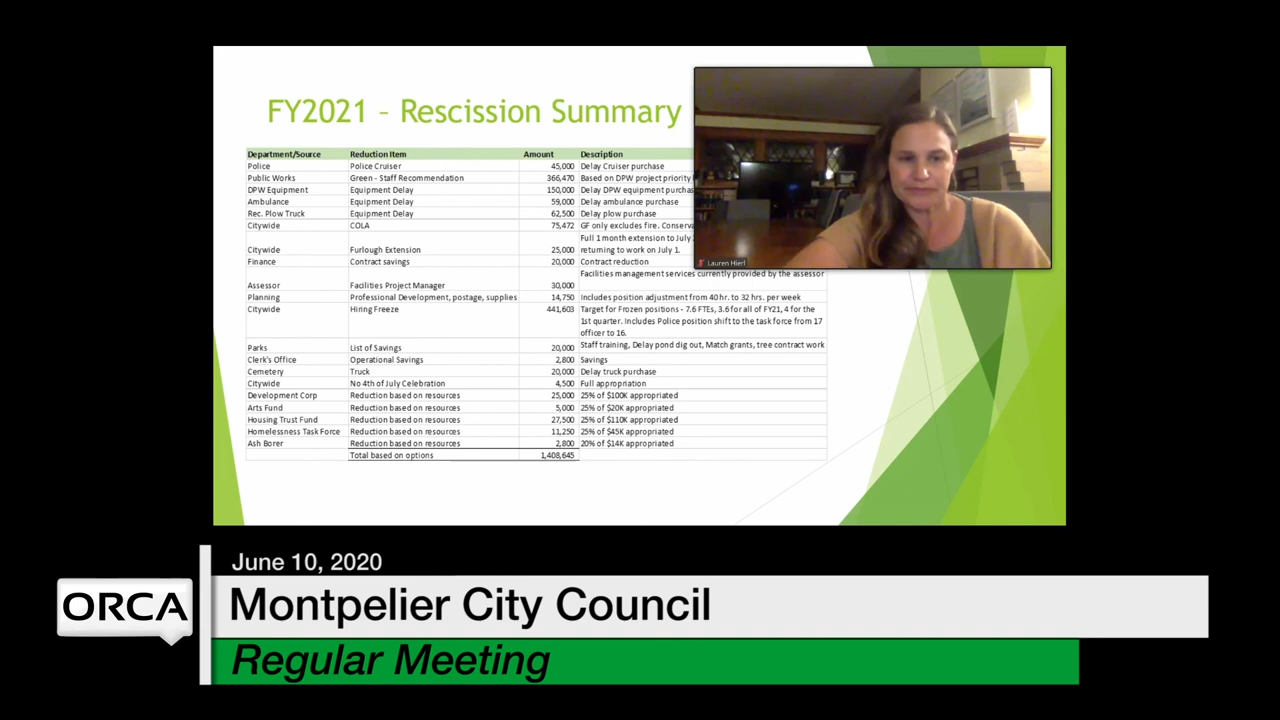 FY2021 – Rescission Summary
Department/Source Reduction Item Amount Description
Police Police Cruiser 45,000 Delay Cruiser purchase
Public Works Green - Staff Recommendation 366,470 Based on DPW project priority
DPW Equipment Equipment Delay 150,000 Delay DPW equipment purchas
Ambulance Equipment Delay 59,000 Delay ambulance purchase
Rec. Plow Truck Equipment Delay 62,500 Delay plow purchase
Citywide COLA 75,472 GF only excludes fire. Conserva
Full 1 month extension to July
Citywide Furlough Extension 25,000 returning to work on July 1.
Finance Contract savings 20,000 Contract reduction
Facilities management services currently provided by the assessor
Assessor Facilities Project Manager 30,000
Planning Professional Development, postage, supplies 14,750 Includes position adjustment from 40 hr. to 32 hrs. per week
Citywide Hiring Freeze 441,603 Target for Frozen positions - 7.6 FTEs, 3.6 for all of FY21, 4 for the
1st quarter. Includes Police position shift to the task force from 17
officer to 16.
Staff training, Delay pond dig out, Match grants, tree contract work
Parks List of Savings 20,000
Clerk's Office Operational Savings 2,800 Savings
Cemetery Truck 20,000 Delay truck purchase
Citywide No 4th of July Celebration 4,500 Full appropriation
Development Corp Reduction based on resources 25,000 25% of $100K appropriated
Arts Fund Reduction based on resources 5,000 25% of $20K appropriated
Housing Trust Fund Reduction based on resources 27,500 25% of $110K appropriated
Homelessness Task Force Reduction based on resources 11,250 25% of $45K appropriated
Ash Borer Reduction based on resources 2,800 20% of $14K appropriated
Total based on options 1,408,645
Lauren Hierl
June 10, 2020
ORCA
Montpelier City Council
Regular Meeting